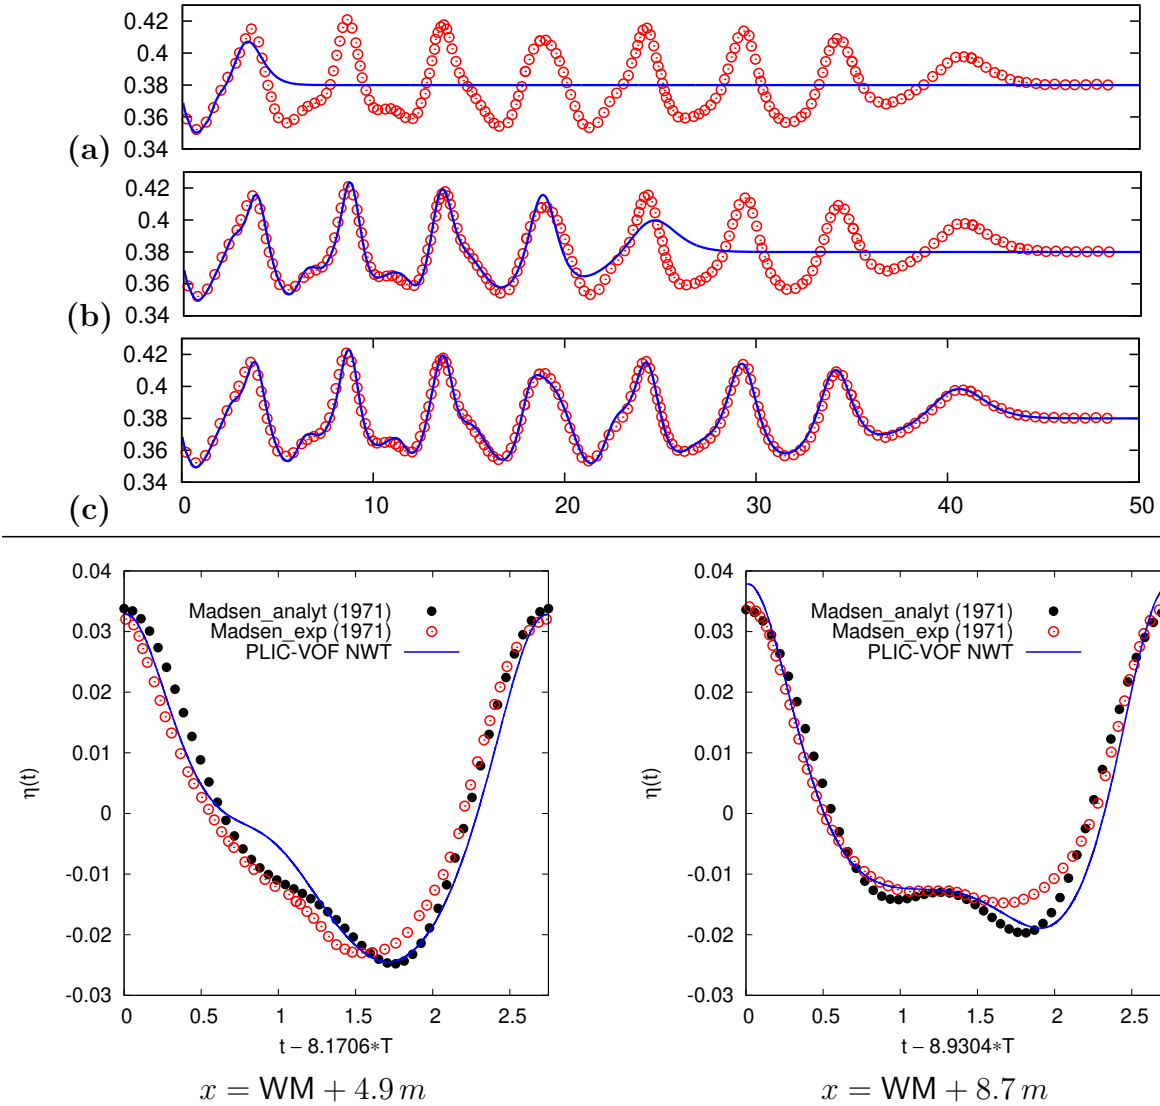 0.42
0.4
0.38
0.36
0.34
(a)
0.42
0.4
0.38
0.36
0.34
(b)
0.42
0.4
0.38
0.36
0.34
(c)
0 10 20 30 40 50
0.04
0.03
0.02
0.01
0
-0.01
-0.02
-0.03
η(t)
Madsen_analyt (1971)
Madsen_exp (1971)
PLIC-VOF NWT
0 0.5 1 1.5 2 2.5
t − 8.1706∗T
x = WM + 4.9 m
0.04
0.03
0.02
0.01
0
-0.01
-0.02
-0.03
η(t)
Madsen_analyt (1971)
Madsen_exp (1971)
PLIC-VOF NWT
0 0.5 1 1.5 2 2.5
t − 8.9304∗T
x = WM + 8.7 m